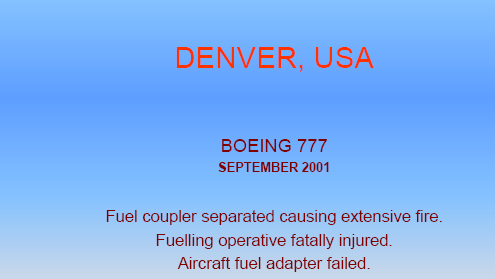 DENVER, USA
BOEING 777
SEPTEMBER 2001
Fuel coupler separated causing extensive fire.
Fuelling operative fatally injured.
Aircraft fuel adapter failed.